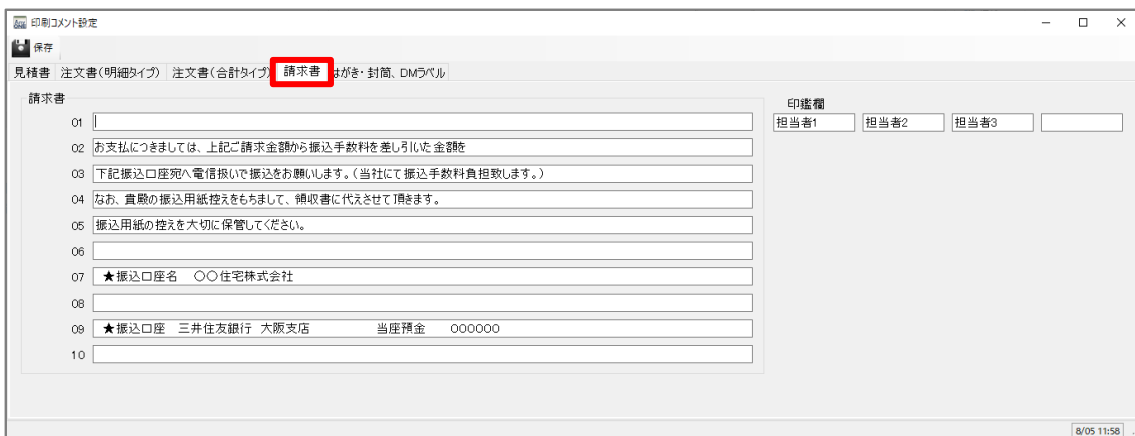 印刷コメント設定
保存
見積書 注文書(明細タイプ) 注文書(合計タイプ) 請求書 はがき・封筒、DMラベル
請求書
印鑑欄
担当者1 担当者2 担当者3
01
02 お支払につきましては、上記ご請求金額から振込手数料を差し引いた金額を
03 下記振込口座宛へ電信扱いで振込をお願いします。(当社にて振込手数料負担致します。)
04 なお、貴殿の振込用紙控えをもちまして、領収書に代えさせて頂きます。
05 振込用紙の控えを大切に保管してください。
06
07 ★振込口座名 〇〇住宅株式会社
08
09 ★振込口座 三井住友銀行 大阪支店 当座預金 000000
10
8/05 11:58